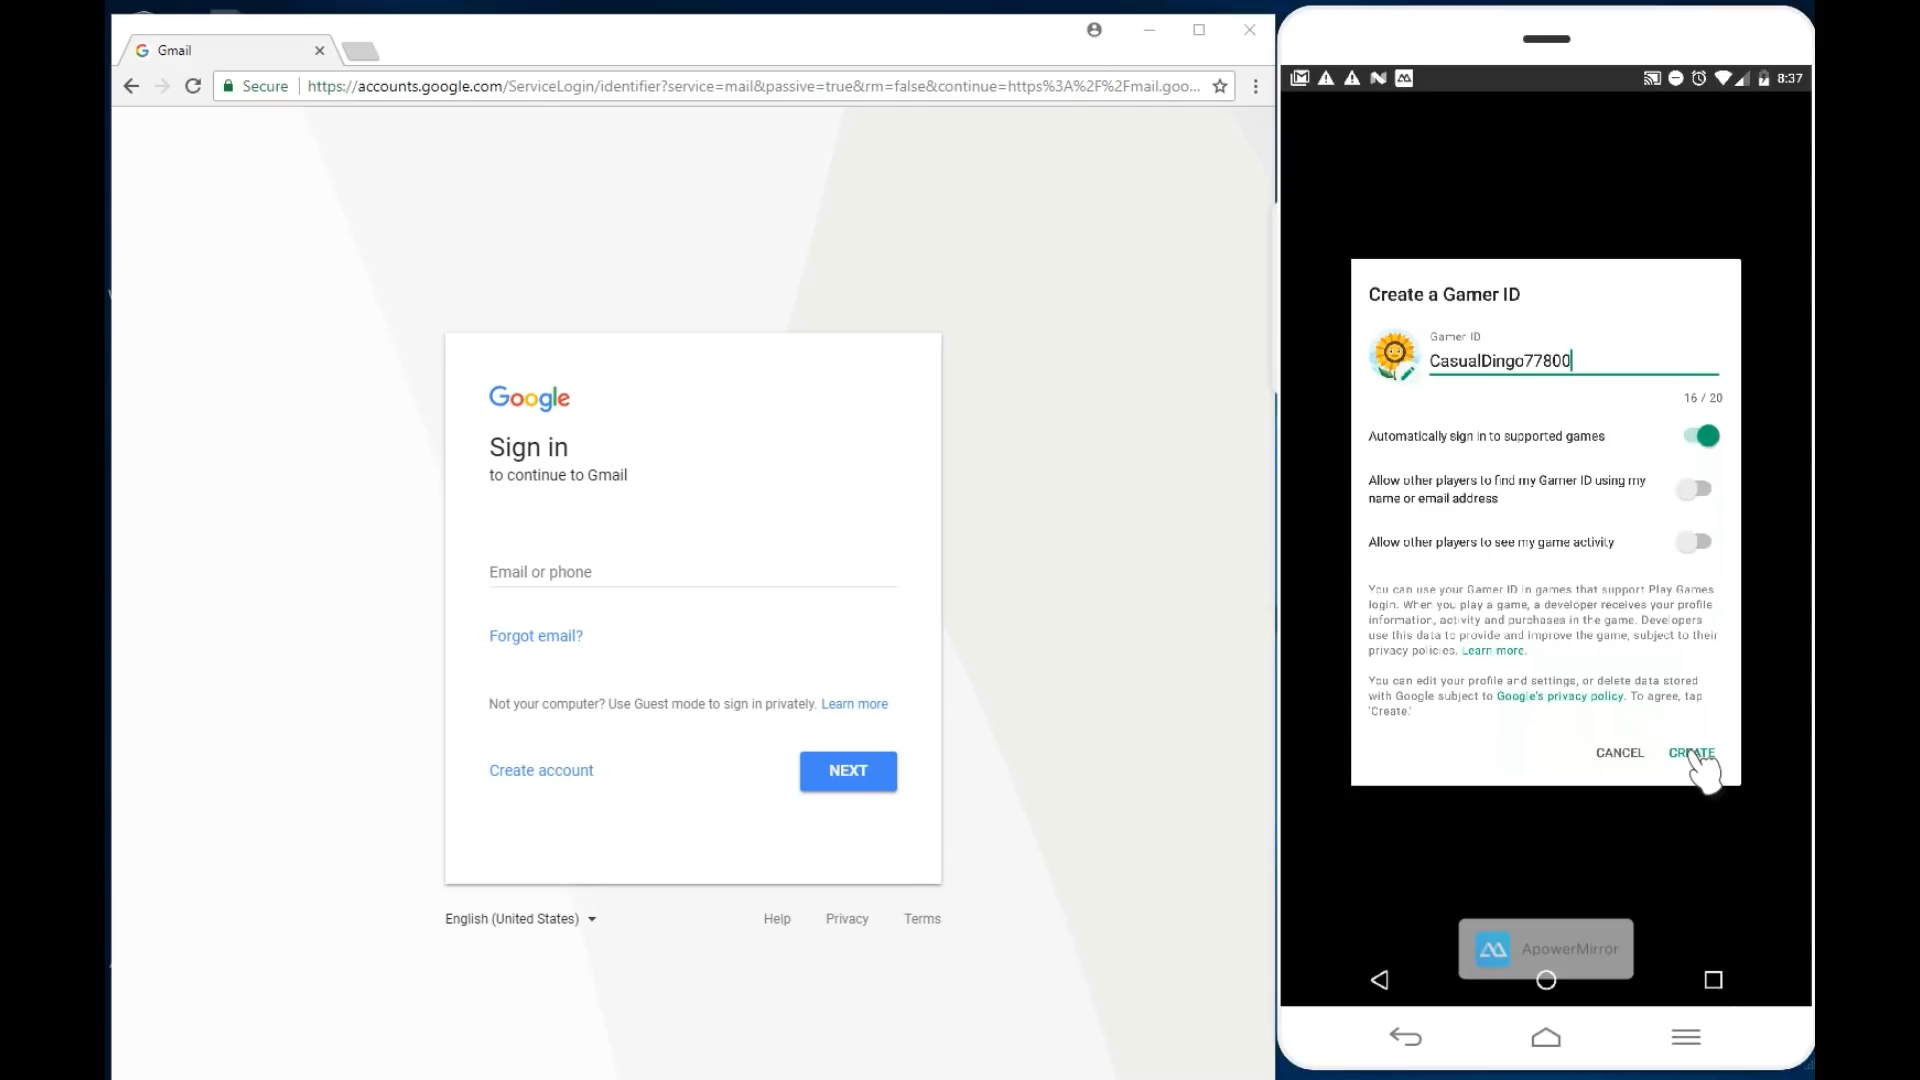 Gmail
Secure
https://accounts.google.com/ServiceLogin/identifier?service=mail&passive=true&rm=false&continue=https%3A%2F%2Fmail.goo...
Google
Sign in
to continue to Gmail
Email or phone
Forgot email?
Not your computer? Use Guest mode to sign in privately. Learn more
Create account
NEXT
English (United States)
Help
Privacy
Terms
8:37
Create a Gamer ID
Gamer ID
CasualDingo77800
16 / 20
Automatically sign in to supported games
Allow other players to find my Gamer ID using my
name or email address
Allow other players to see my game activity
You can use your Gamer ID in games that support Play Games
login. When you play a game, a developer receives your profile
information, activity and purchases in the game. Developers
use this data to provide and improve the game, subject to their
privacy policies. Learn more.
You can edit your profile and settings, or delete data stored
with Google subject to Google's privacy policy. To agree, tap
'Create.'
CANCEL
CREATE
ApowerMirror